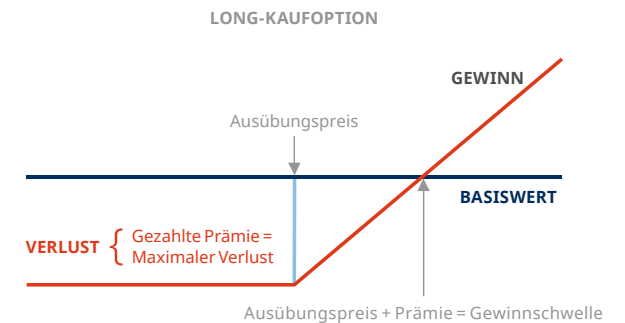 LONG-KAUFOPTION
GEWINN
Ausübungspreis
BASISWERT
VERLUST { Gezahlte Prämie =
Maximaler Verlust
Ausübungspreis + Prämie = Gewinnschwelle